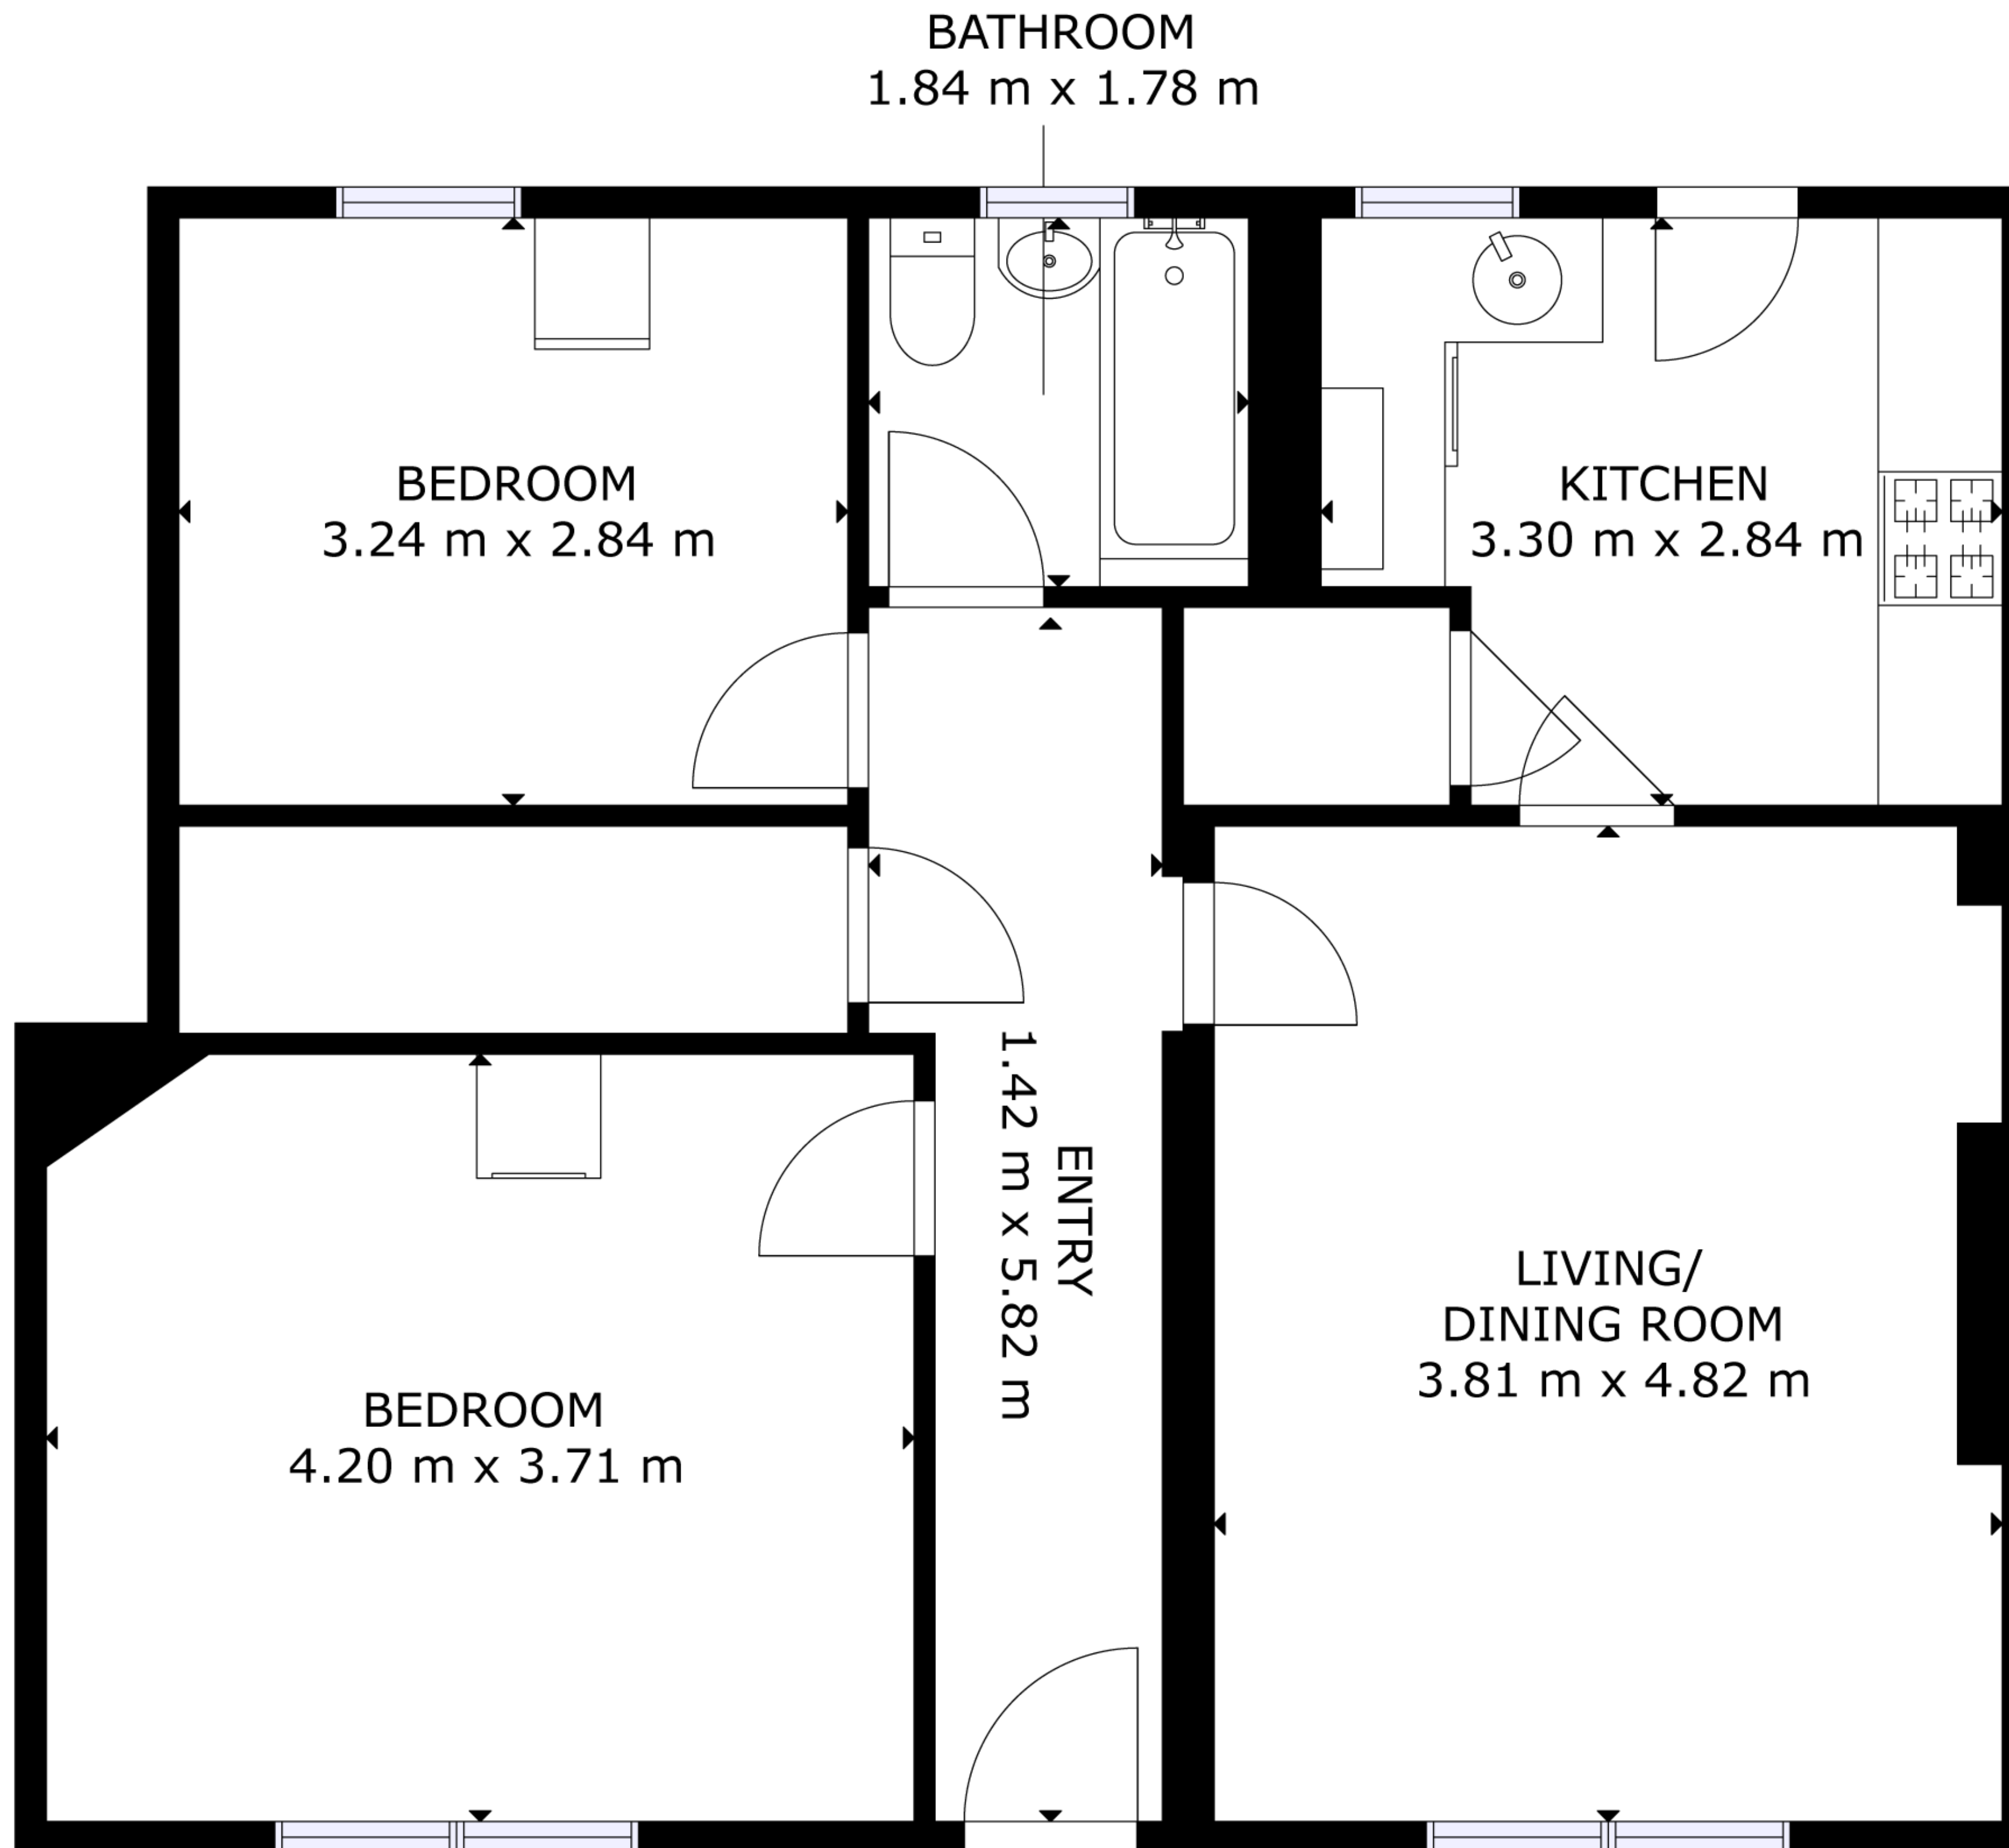 BATHROOM
1.84 m x 1.78 m
BEDROOM
3.24 m x 2.84 m
KITCHEN
3.30 m x 2.84 m
ENTRY
1.42 m x 5.82 m
LIVING/
DINING ROOM
3.81 m x 4.82 m
BEDROOM
4.20 m x 3.71 m